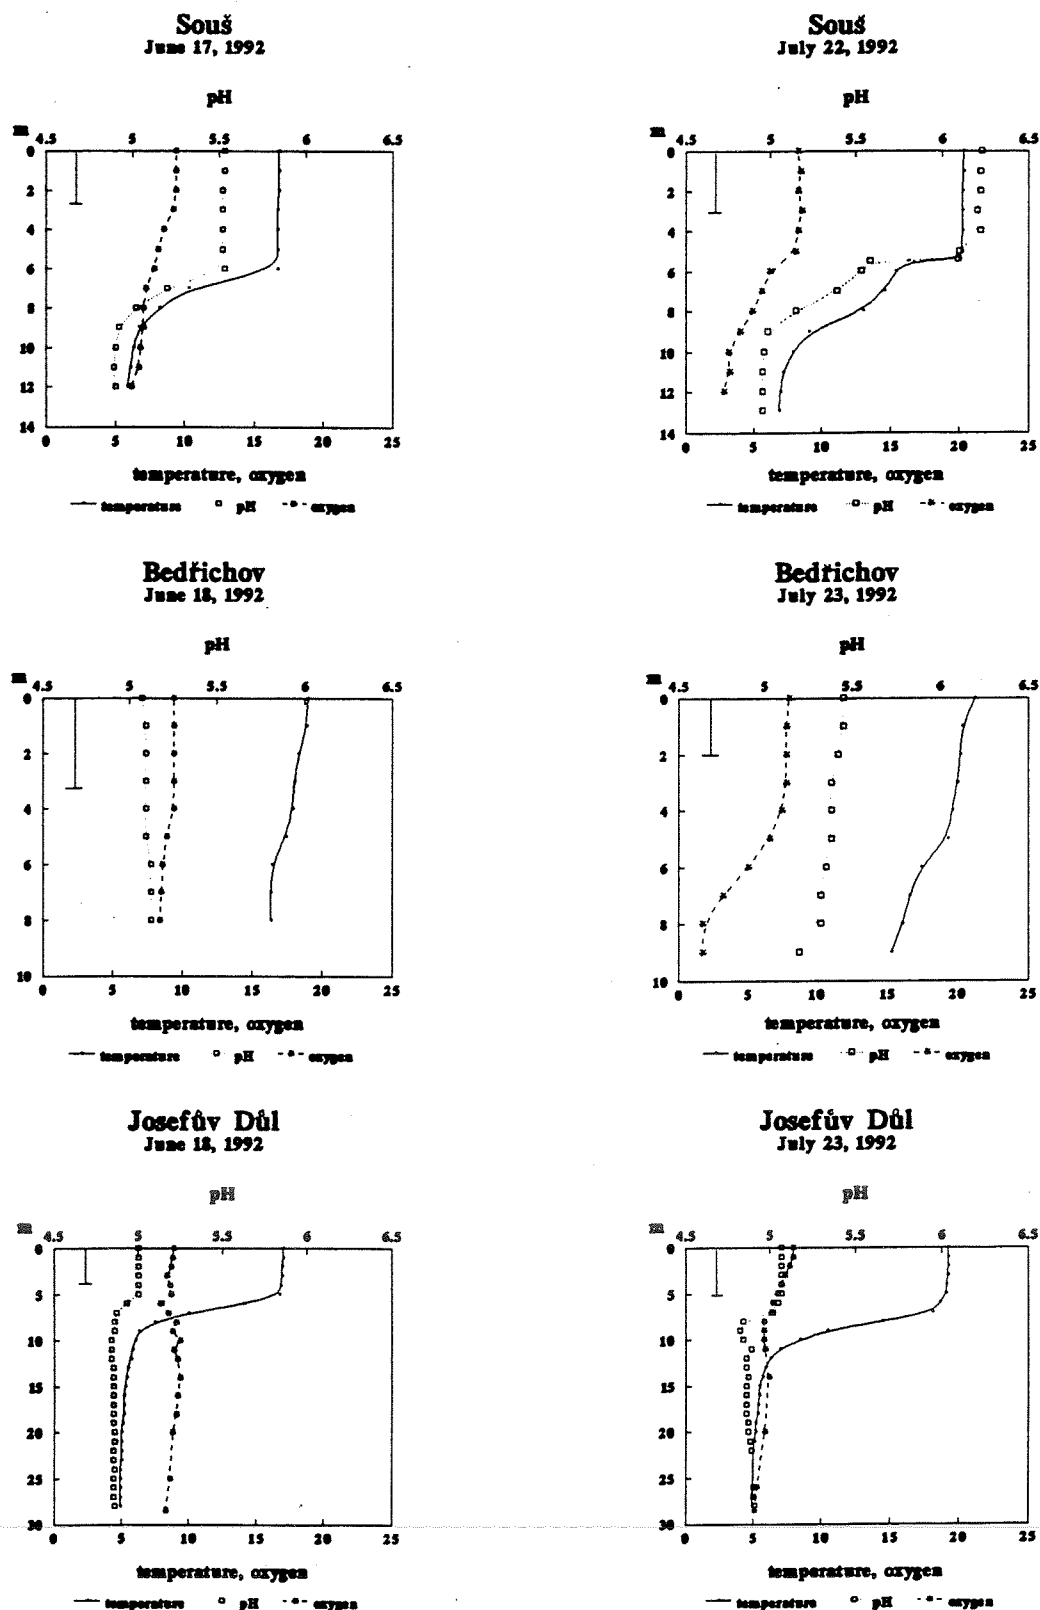 Souš
June 17, 1992
pH
m 4.5 5 5.5 6 6.5
0
2
4
6
8
10
12
14
0 5 10 15 20 25
temperature, oxygen
temperature pH oxygen
Souš
July 22, 1992
pH
m 4.5 5 5.5 6 6.5
0
2
4
6
8
10
12
14
0 5 10 15 20 25
temperature, oxygen
temperature pH oxygen
Bedřichov
June 18, 1992
pH
m 4.5 5 5.5 6 6.5
0
2
4
6
8
10
0 5 10 15 20 25
temperature, oxygen
temperature pH oxygen
Bedřichov
July 23, 1992
pH
m 4.5 5 5.5 6 6.5
0
2
4
6
8
10
0 5 10 15 20 25
temperature, oxygen
temperature pH oxygen
Josefův Důl
June 18, 1992
pH
m 4.5 5 5.5 6 6.5
0
5
10
15
20
25
30
0 5 10 15 20 25
temperature, oxygen
temperature pH oxygen
Josefův Důl
July 23, 1992
pH
m 4.5 5 5.5 6 6.5
0
5
10
15
20
25
30
0 5 10 15 20 25
temperature, oxygen
temperature pH oxygen